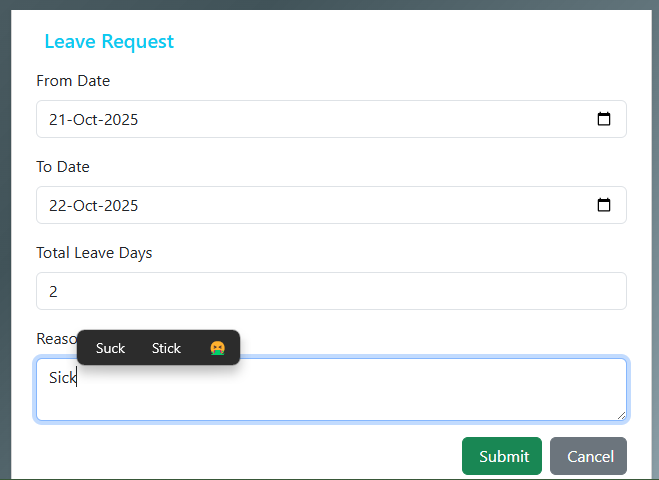 Leave Request
From Date
21-Oct-2025
To Date
22-Oct-2025
Total Leave Days
2
Reaso
Suck Stick 🤮
Sick
Submit Cancel